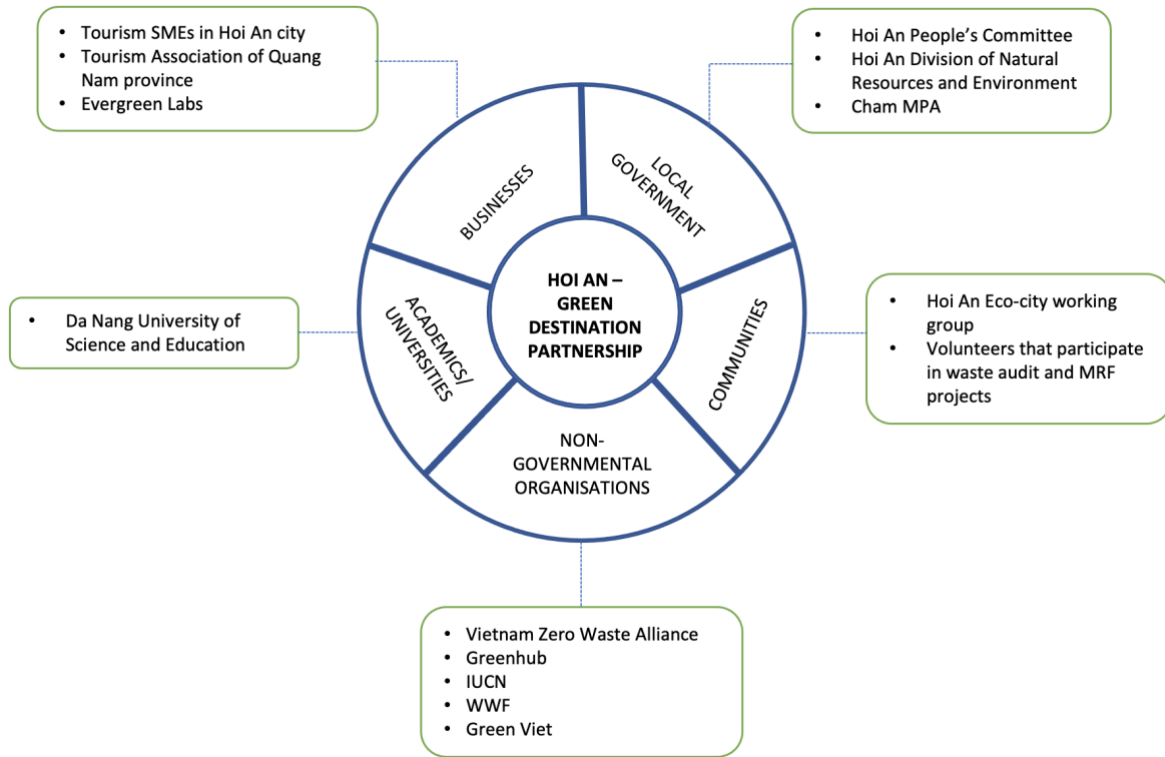 • Tourism SMEs in Hoi An city
• Tourism Association of Quang
Nam province
• Evergreen Labs
• Hoi An People’s Committee
• Hoi An Division of Natural
Resources and Environment
• Cham MPA
BUSINESSES
LOCAL
GOVERNMENT
HOI AN –
GREEN
DESTINATION
PARTNERSHIP
ACADEMICS/
UNIVERSITIES
COMMUNITIES
NON-
GOVERNMENTAL
ORGANISATIONS
• Da Nang University of
Science and Education
• Hoi An Eco-city working
group
• Volunteers that participate
in waste audit and MRF
projects
• Vietnam Zero Waste Alliance
• Greenhub
• IUCN
• WWF
• Green Viet